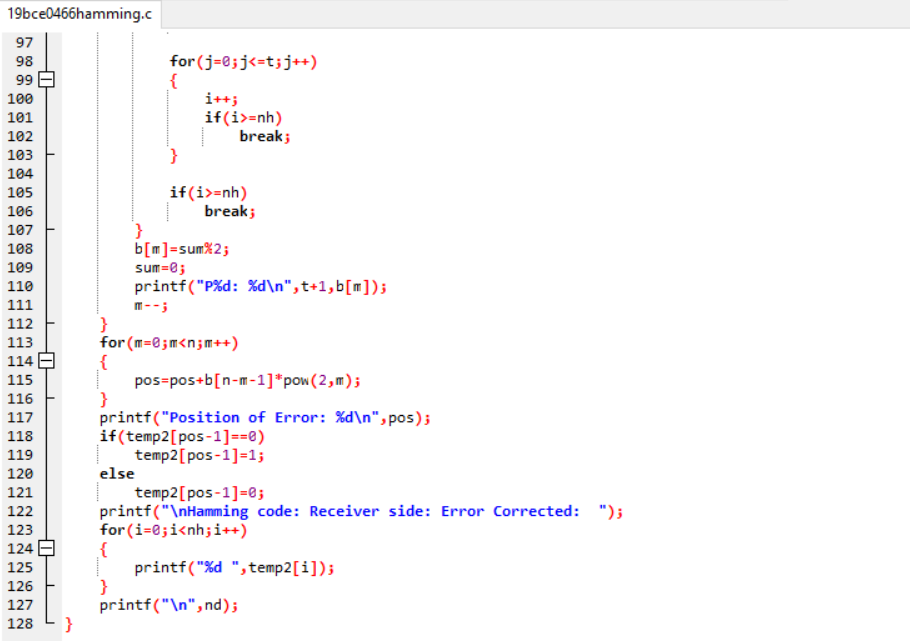 19bce0466hamming.c
97
98 for(j=0;j<=t;j++)
99 {
100 i++;
101 if(i>=nh)
102 break;
103 }
104
105 if(i>=nh)
106 break;
107 }
108 b[m]=sum%2;
109 sum=0;
110 printf("P%d: %d\n",t+1,b[m]);
111 m--;
112 }
113 for(m=0;m<n;m++)
114 {
115 pos=pos+b[n-m-1]*pow(2,m);
116 }
117 printf("Position of Error: %d\n",pos);
118 if(temp2[pos-1]==0)
119 temp2[pos-1]=1;
120 else
121 temp2[pos-1]=0;
122 printf("\nHamming code: Receiver side: Error Corrected:  ");
123 for(i=0;i<nh;i++)
124 {
125 printf("%d ",temp2[i]);
126 }
127 printf("\n",nd);
128 }